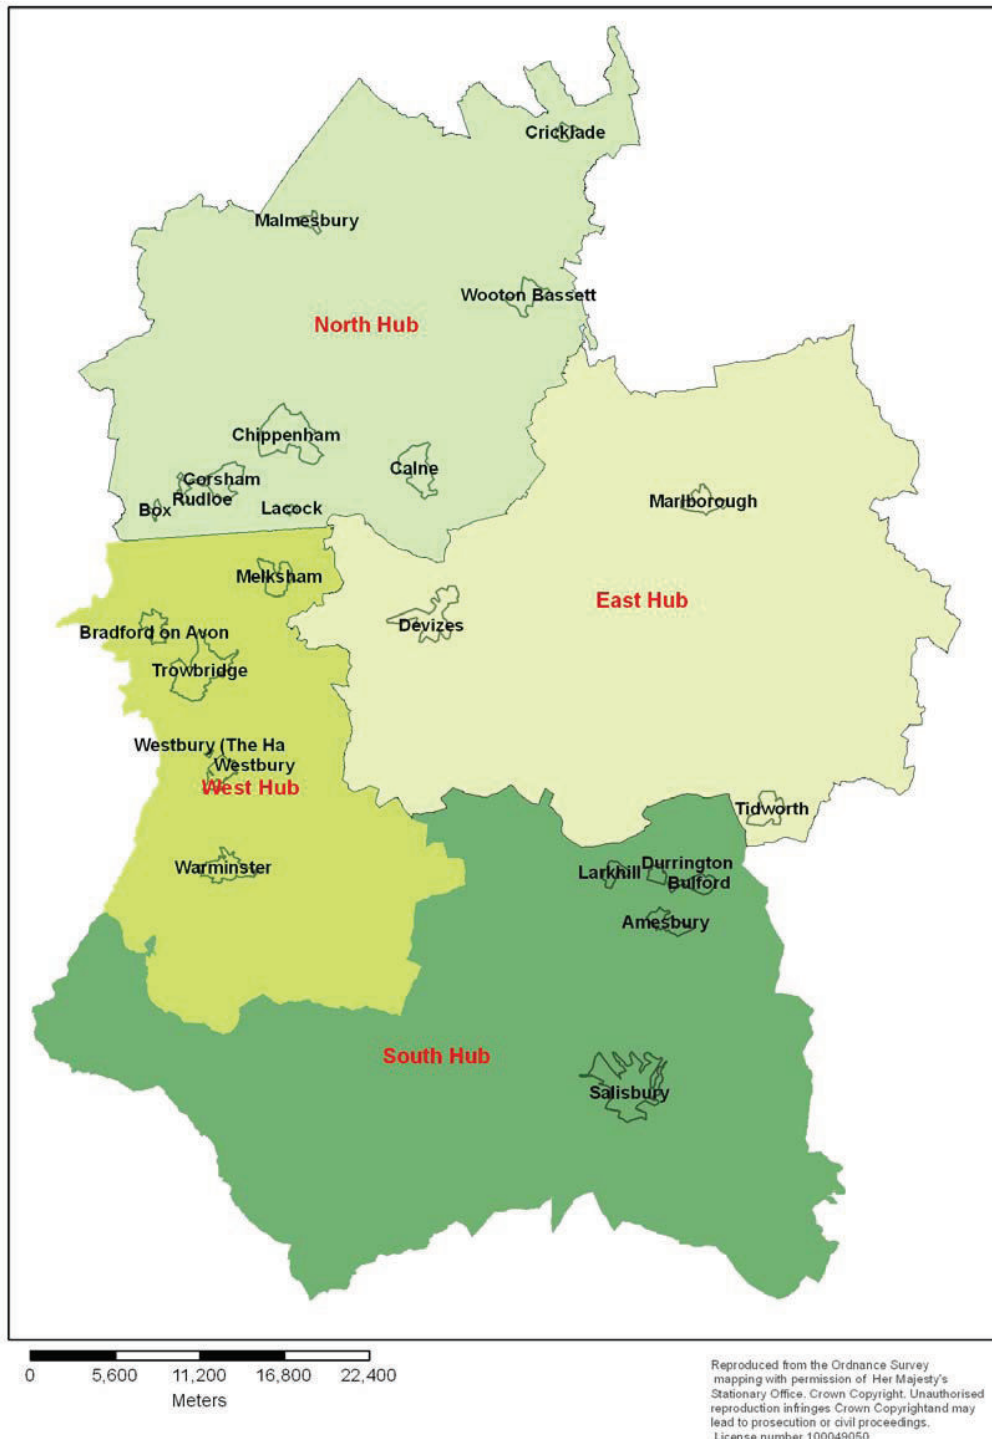 Cricklade
Malmesbury
Wooton Bassett
North Hub
Chippenham
Calne
Corsham
Rudloe
Box
Lacock
Marlborough
Melksham
East Hub
Bradford on Avon
Devizes
Trowbridge
Westbury (The Ha
Westbury
West Hub
Tidworth
Warminster
Larkhill
Durrington
Bulford
Amesbury
South Hub
Salisbury
0 5,600 11,200 16,800 22,400
Meters
Reproduced from the Ordnance Survey
mapping with permission of Her Majesty's
Stationary Office. Crown Copyright. Unauthorised
reproduction infringes Crown Copyrightand may
lead to prosecution or civil proceedings.
License number 100049050